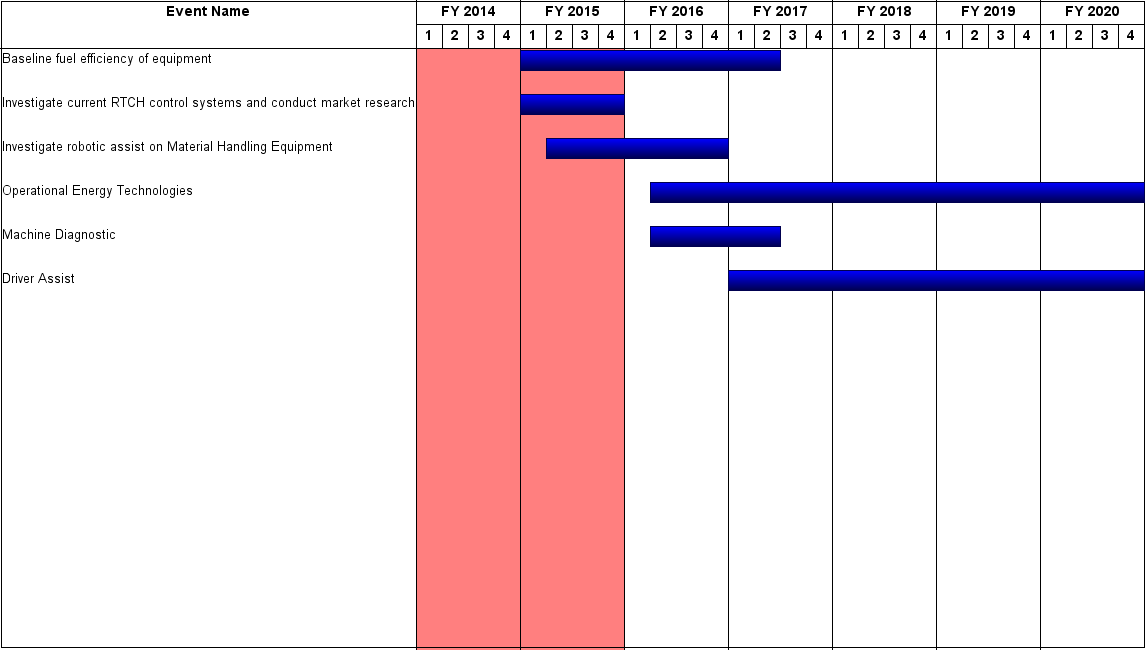 Event Name FY 2014 FY 2015 FY 2016 FY 2017 FY 2018 FY 2019 FY 2020
1 2 3 4 1 2 3 4 1 2 3 4 1 2 3 4 1 2 3 4 1 2 3 4 1 2 3 4
Baseline fuel efficiency of equipment
Investigate current RTCH control systems and conduct market research
Investigate robotic assist on Material Handling Equipment
Operational Energy Technologies
Machine Diagnostic
Driver Assist